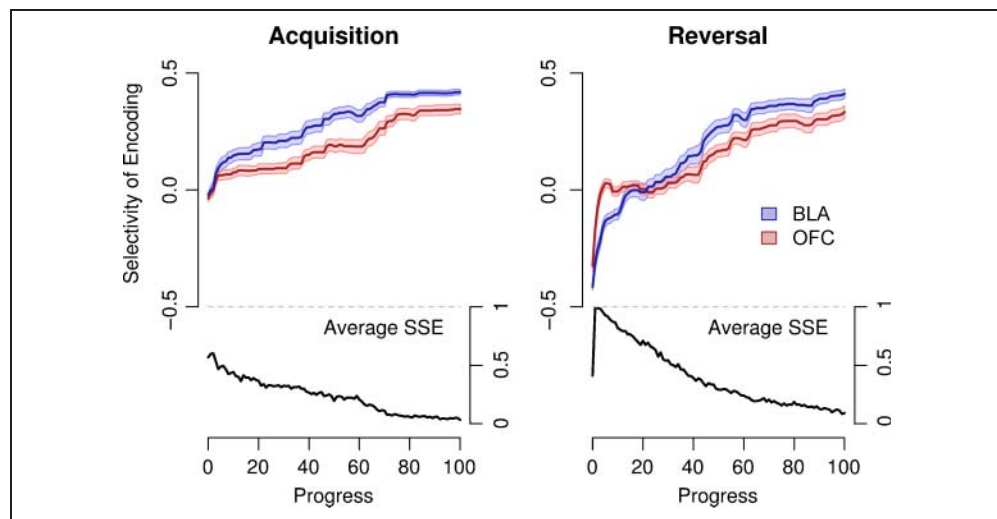 Acquisition
Reversal
Selectivity of Encoding
0.5
0.0
−0.5
0.5
0.0
−0.5
BLA
OFC
Average SSE
1
0.5
0
Average SSE
1
0.5
0
0 20 40 60 80 100
Progress
0 20 40 60 80 100
Progress